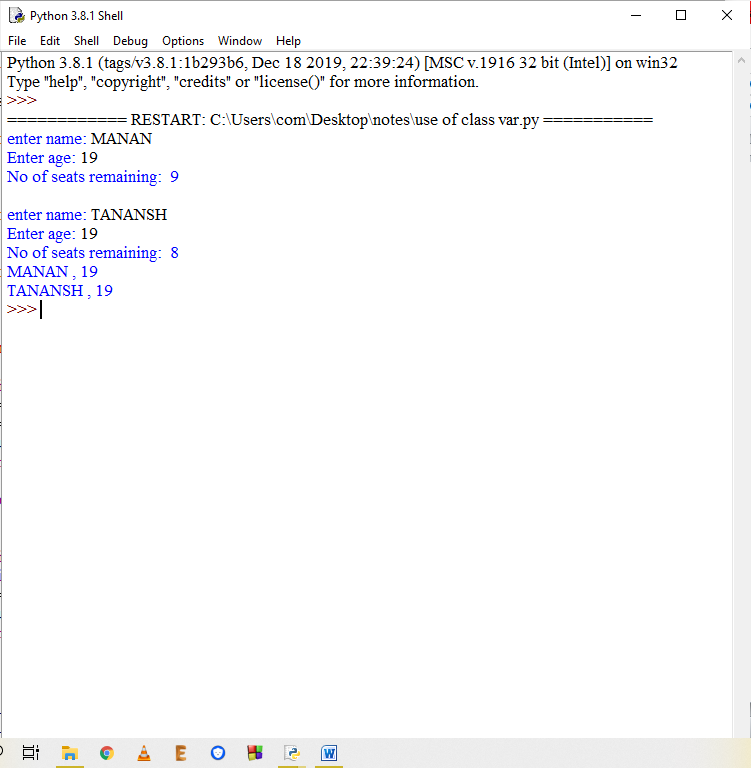 Python 3.8.1 Shell
File Edit Shell Debug Options Window Help
Python 3.8.1 (tags/v3.8.1:1b293b6, Dec 18 2019, 22:39:24) [MSC v.1916 32 bit (Intel)] on win32
Type "help", "copyright", "credits" or "license()" for more information.
>>>
============ RESTART: C:\Users\com\Desktop\notes\use of class var.py ===========
enter name: MANAN
Enter age: 19
No of seats remaining:  9

enter name: TANANSH
Enter age: 19
No of seats remaining:  8
MANAN , 19
TANANSH , 19
>>>